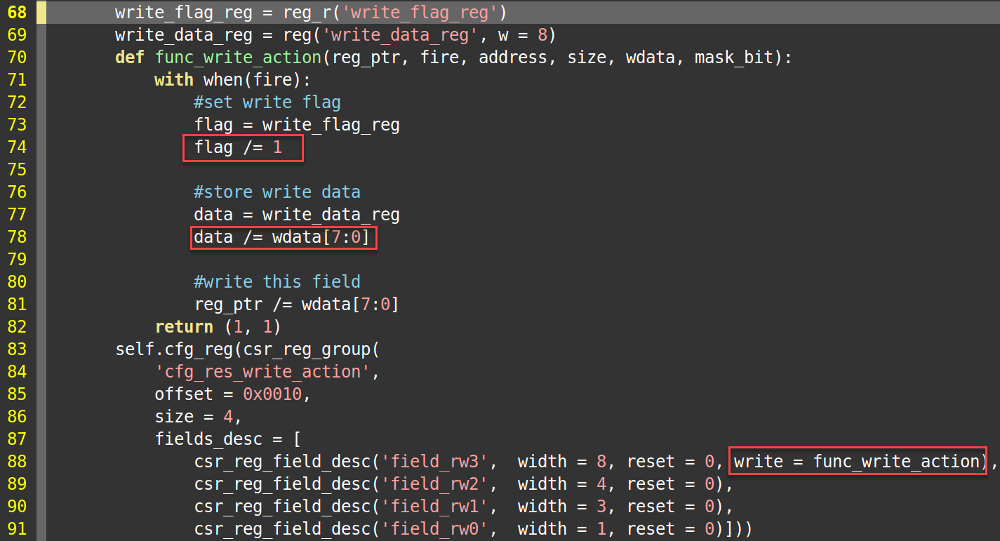 68 write_flag_reg = reg_r('write_flag_reg')
69 write_data_reg = reg('write_data_reg', w = 8)
70 def func_write_action(reg_ptr, fire, address, size, wdata, mask_bit):
71 with when(fire):
72 #set write flag
73 flag = write_flag_reg
74 flag /= 1
75
76 #store write data
77 data = write_data_reg
78 data /= wdata[7:0]
79
80 #write this field
81 reg_ptr /= wdata[7:0]
82 return (1, 1)
83 self.cfg_reg(csr_reg_group(
84 'cfg_res_write_action',
85 offset = 0x0010,
86 size = 4,
87 fields_desc = [
88 csr_reg_field_desc('field_rw3',  width = 8, reset = 0, write = func_write_action),
89 csr_reg_field_desc('field_rw2',  width = 4, reset = 0),
90 csr_reg_field_desc('field_rw1',  width = 3, reset = 0),
91 csr_reg_field_desc('field_rw0',  width = 1, reset = 0)]))